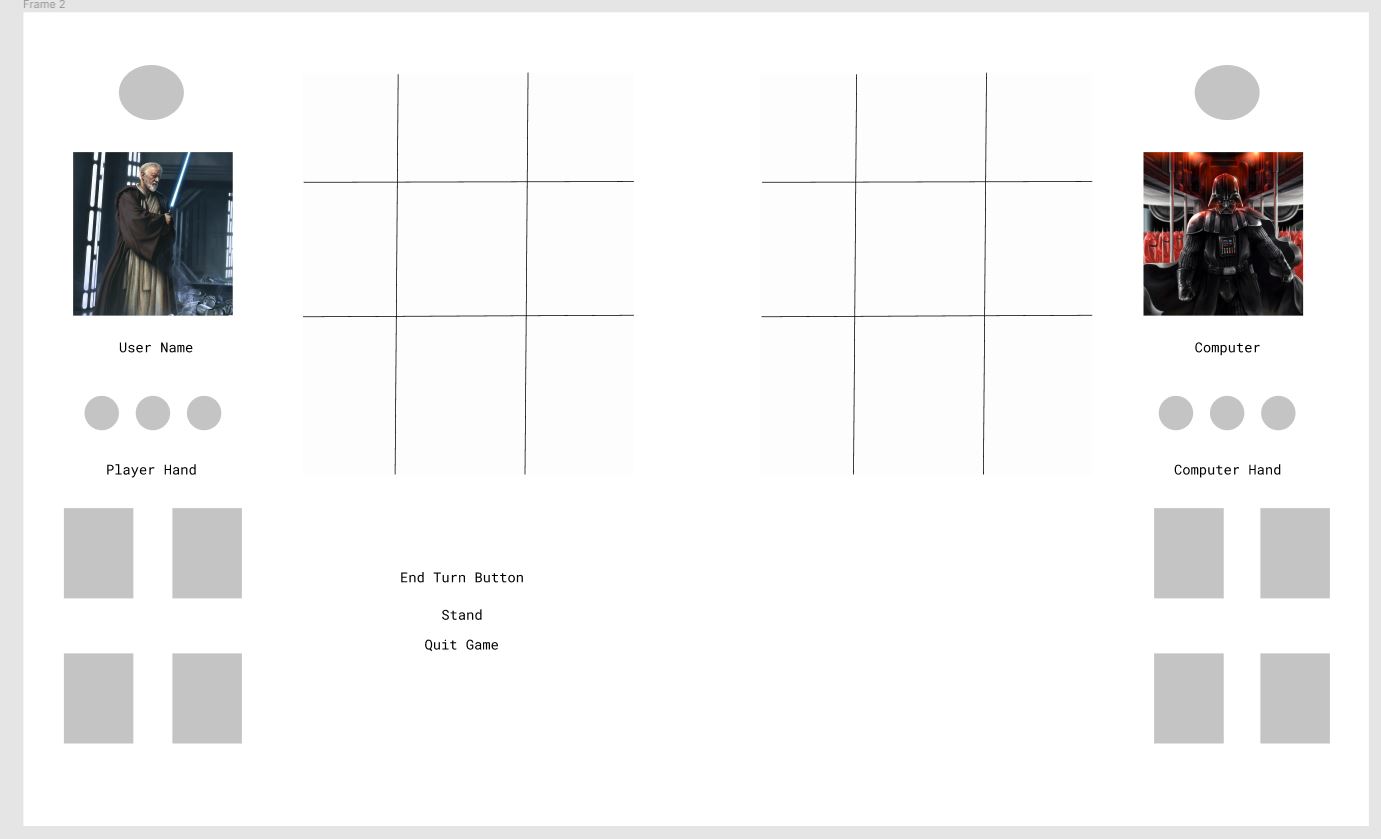 Frame 2
User Name
Computer
Player Hand
Computer Hand
End Turn Button
Stand
Quit Game